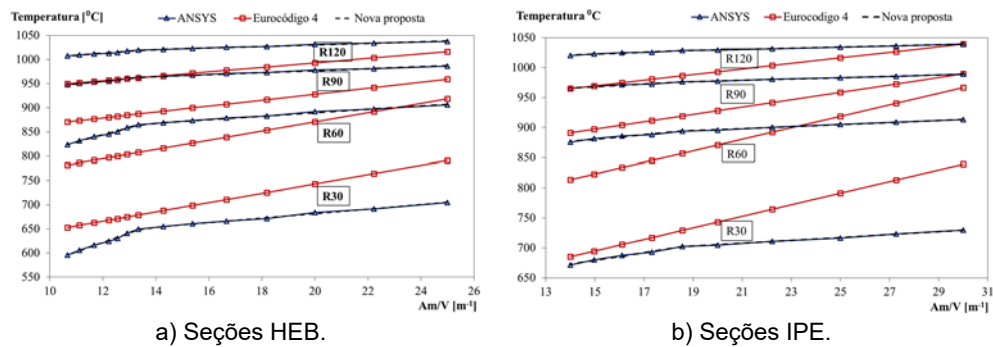 Temperatura [⁰C]
ANSYS
Eurocódigo 4
Nova proposta
1050
1000
950
900
850
800
750
700
650
600
550
R120
R90
R60
R30
10 12 14 16 18 20 22 24 26
Am/V [m⁻¹]
a) Seções HEB.
Temperatura ⁰C
ANSYS
Eurocódigo 4
Nova proposta
1050
1000
950
900
850
800
750
700
650
R120
R90
R60
R30
13 15 17 19 21 23 25 27 29 31
Am/V [m⁻¹]
b) Seções IPE.